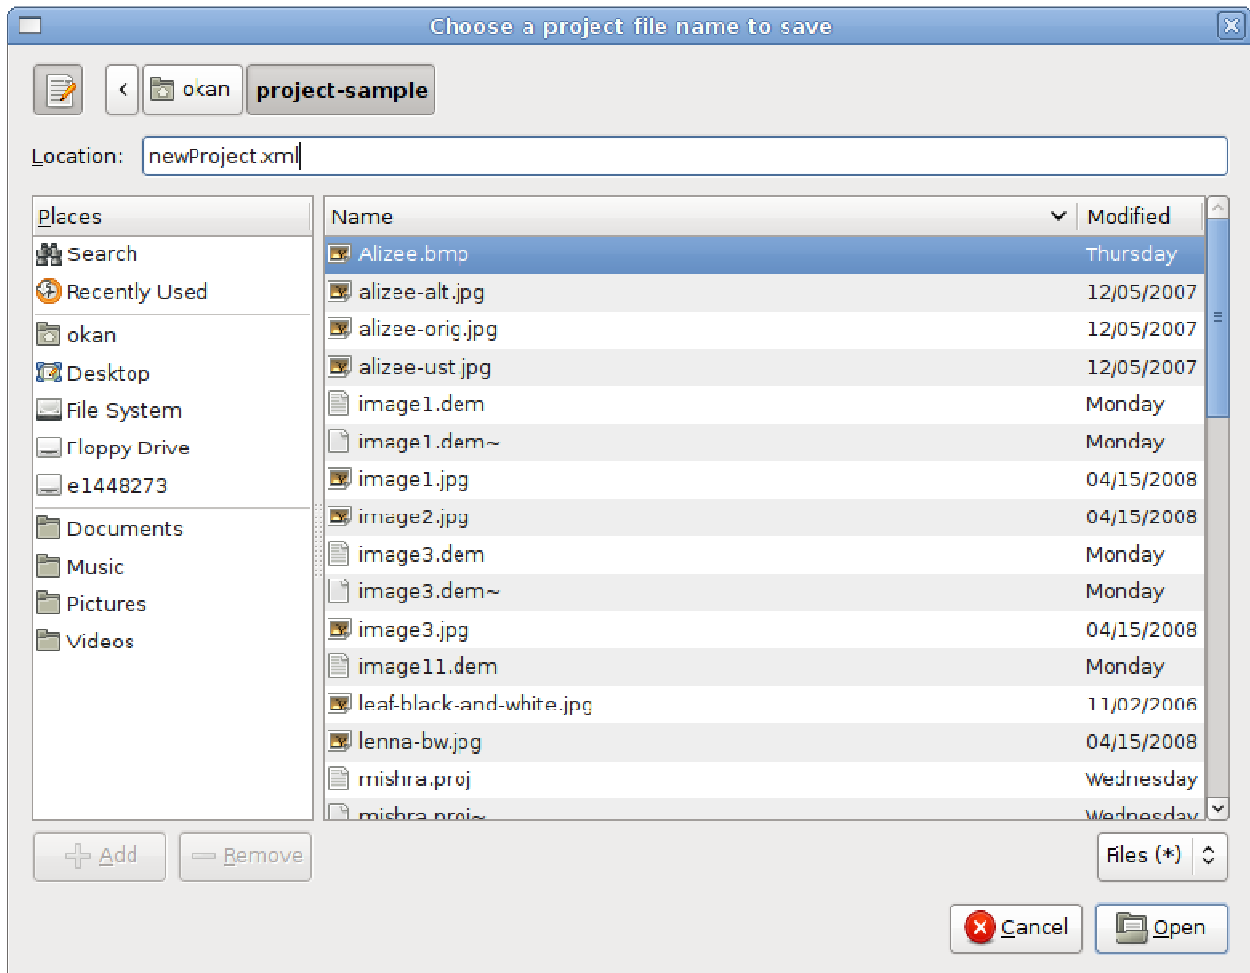 Choose a project file name to save
< okan project-sample
Location: newProject.xml
Places
Search
Recently Used
okan
Desktop
File System
Floppy Drive
e1448273
Documents
Music
Pictures
Videos
Name Modified
Alizee.bmp Thursday
alizee-alt.jpg 12/05/2007
alizee-orig.jpg 12/05/2007
alizee-ust.jpg 12/05/2007
image1.dem Monday
image1.dem~ Monday
image1.jpg 04/15/2008
image2.jpg 04/15/2008
image3.dem Monday
image3.dem~ Monday
image3.jpg 04/15/2008
image11.dem Monday
leaf-black-and-white.jpg 11/02/2006
lenna-bw.jpg 04/15/2008
mishra.proj Wednesday
mishra.proj~ Wednesday
Add Remove Files (*)
Cancel Open